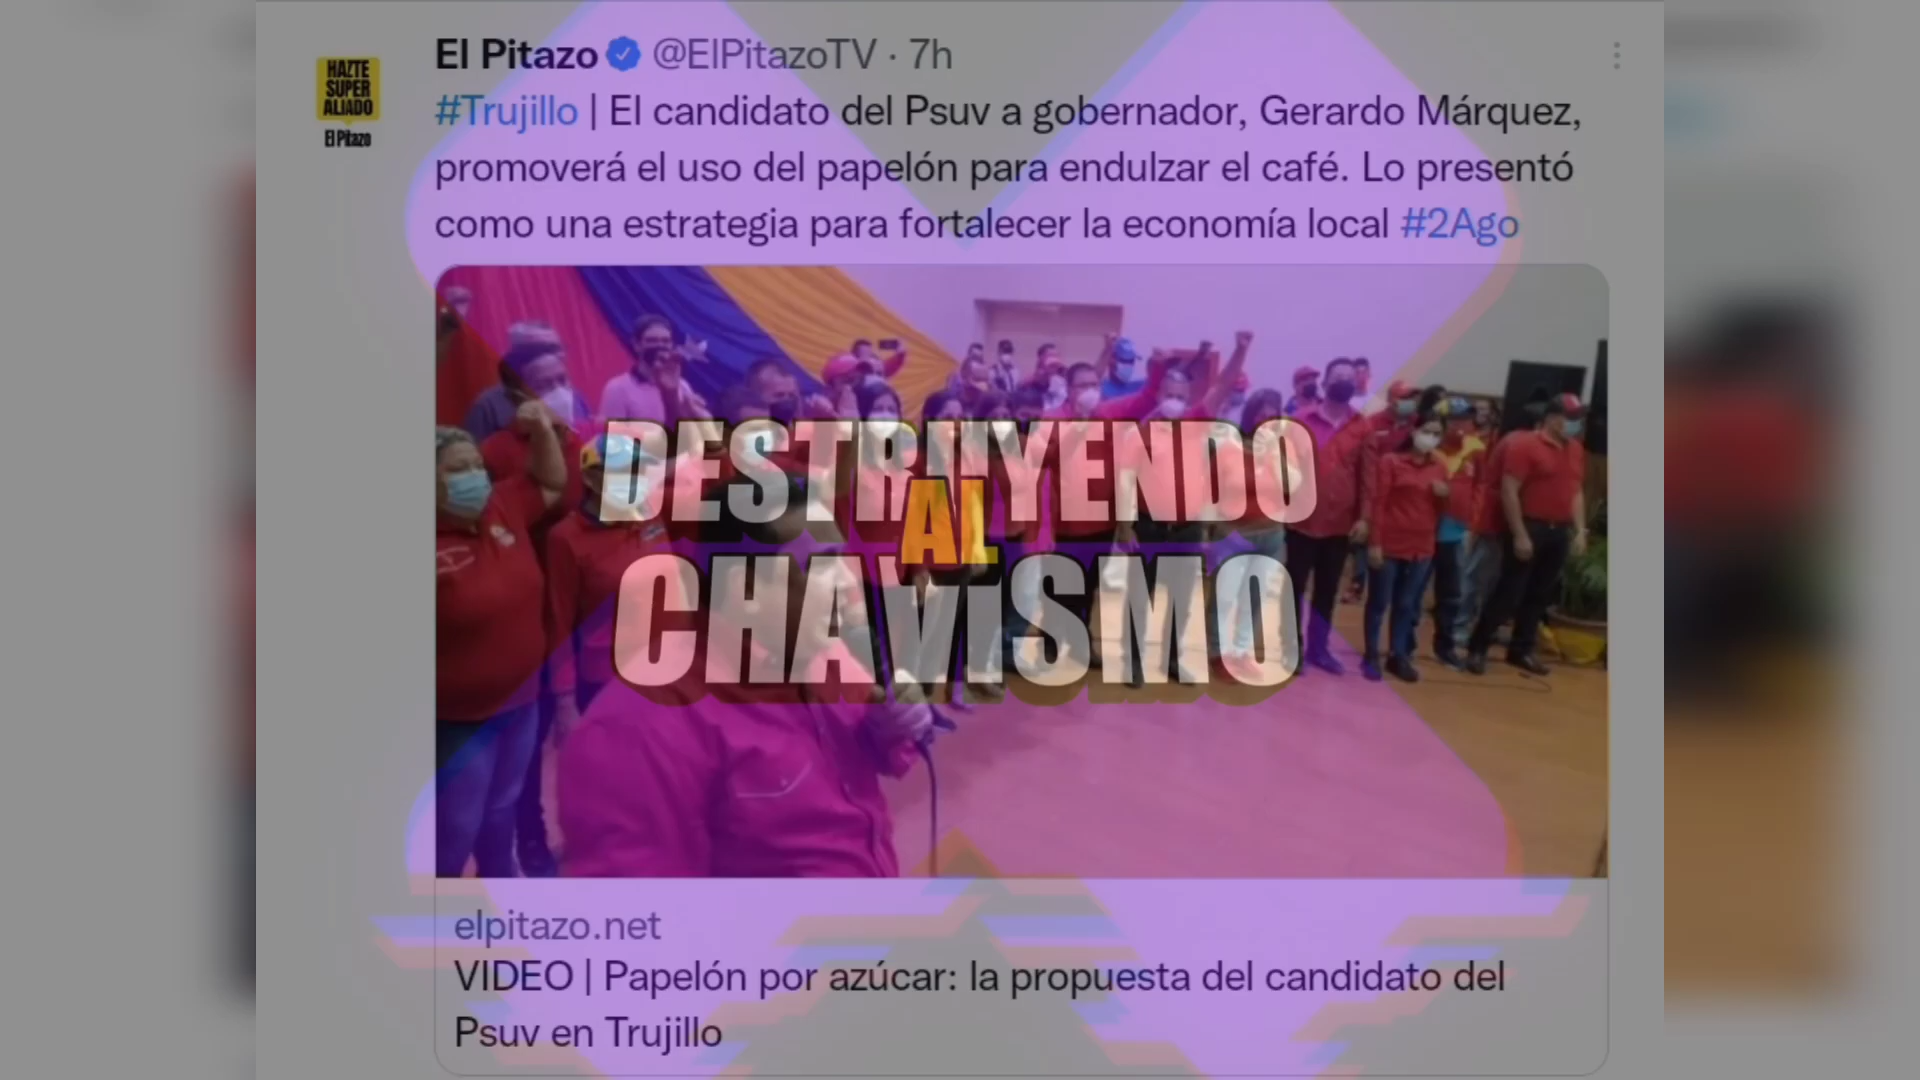 El Pitazo @ElPitazoTV · 7h
HAZTE
SUPER
ALIADO
El Pitazo
#Trujillo | El candidato del Psuv a gobernador, Gerardo Márquez,
promoverá el uso del papelón para endulzar el café. Lo presentó
como una estrategia para fortalecer la economía local #2Ago
DESTRUYENDO
AL
CHAVISMO
elpitazo.net
VIDEO | Papelón por azúcar: la propuesta del candidato del
Psuv en Trujillo